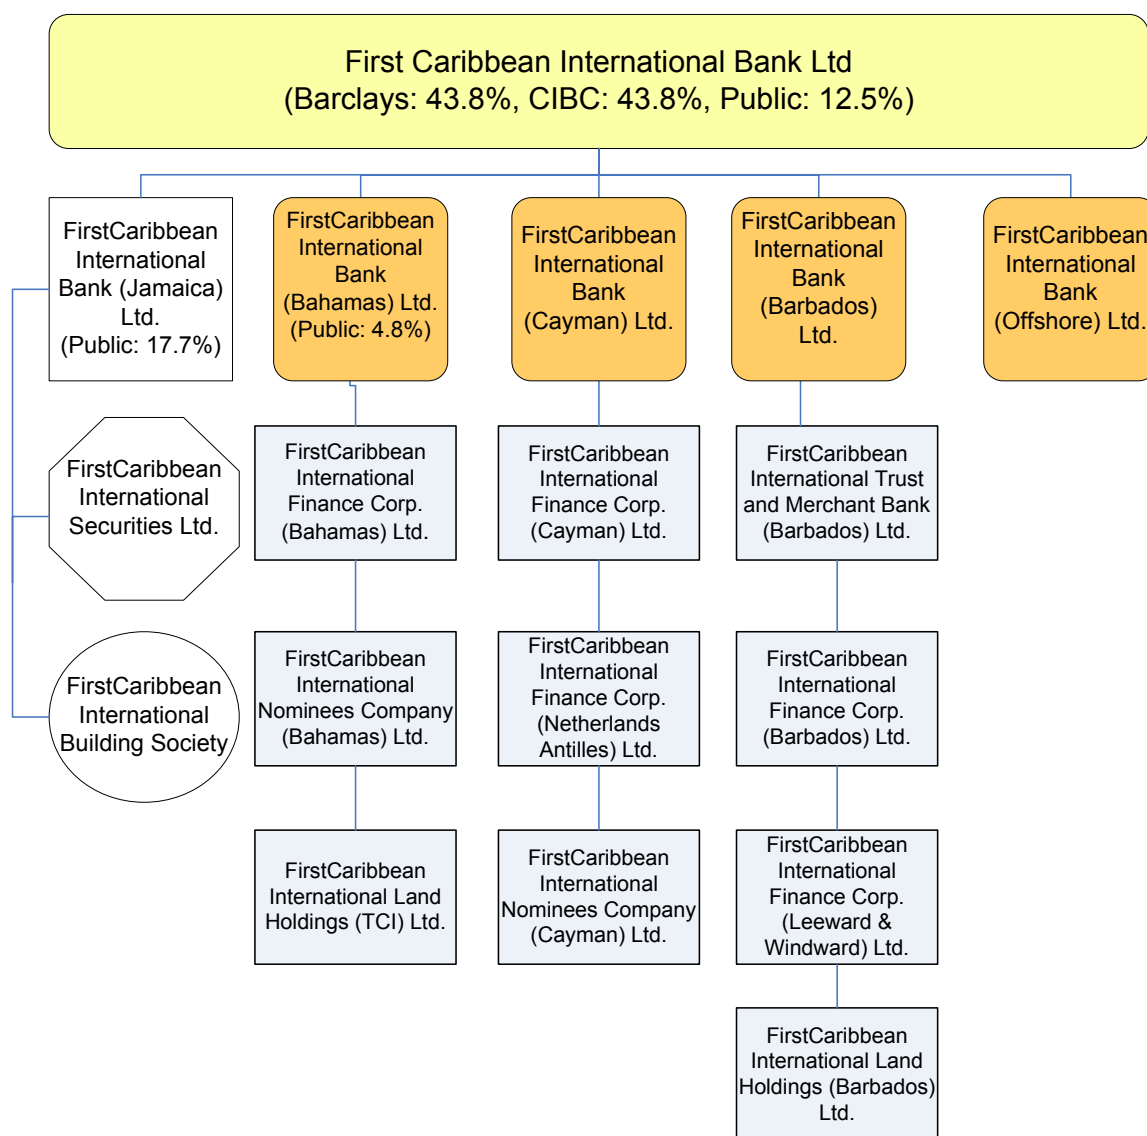 First Caribbean International Bank Ltd
(Barclays: 43.8%, CIBC: 43.8%, Public: 12.5%)
FirstCaribbean
International
Bank (Jamaica)
Ltd.
(Public: 17.7%)
FirstCaribbean
International
Bank
(Bahamas) Ltd.
(Public: 4.8%)
FirstCaribbean
International
Bank
(Cayman) Ltd.
FirstCaribbean
International
Bank
(Barbados)
Ltd.
FirstCaribbean
International
Bank
(Offshore) Ltd.
FirstCaribbean
International
Securities Ltd.
FirstCaribbean
International
Finance Corp.
(Bahamas) Ltd.
FirstCaribbean
International
Finance Corp.
(Cayman) Ltd.
FirstCaribbean
International Trust
and Merchant Bank
(Barbados) Ltd.
FirstCaribbean
International
Building Society
FirstCaribbean
International
Nominees Company
(Bahamas) Ltd.
FirstCaribbean
International
Finance Corp.
(Netherlands
Antilles) Ltd.
FirstCaribbean
International
Finance Corp.
(Barbados) Ltd.
FirstCaribbean
International Land
Holdings (TCI) Ltd.
FirstCaribbean
International
Nominees Company
(Cayman) Ltd.
FirstCaribbean
International
Finance Corp.
(Leeward &
Windward) Ltd.
FirstCaribbean
International Land
Holdings (Barbados)
Ltd.